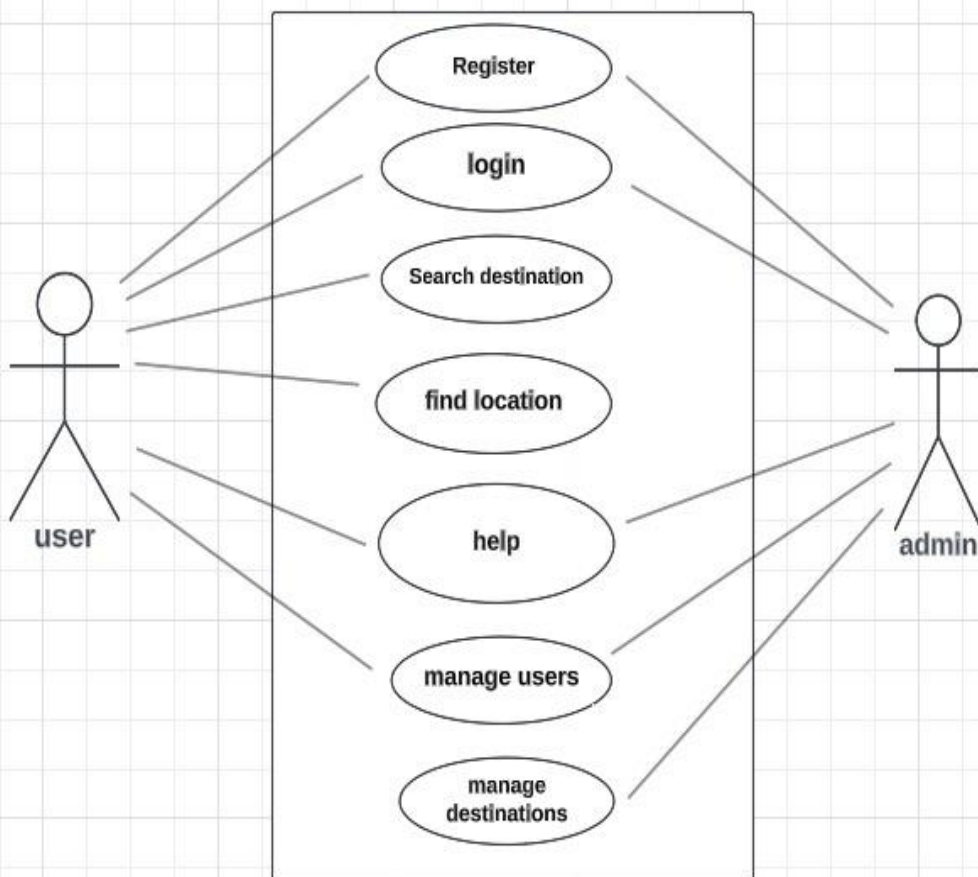 Register
login
Search destination
find location
help
manage users
manage
destinations
user
admin